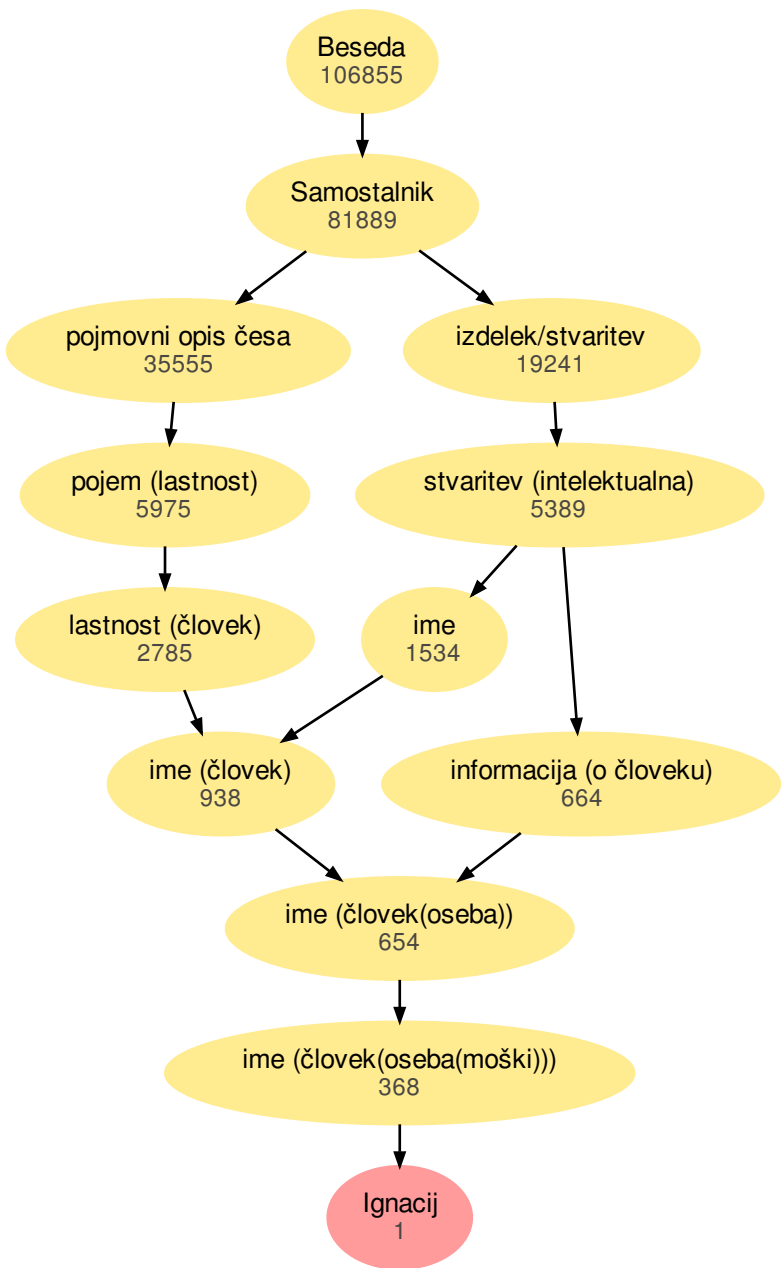 Beseda
106855
Samostalnik
81889
pojmovni opis česa
35555
izdelek/stvaritev
19241
pojem (lastnost)
5975
stvaritev (intelektualna)
5389
lastnost (človek)
2785
ime
1534
ime (človek)
938
informacija (o človeku)
664
ime (človek(oseba))
654
ime (človek(oseba(moški)))
368
Ignacij
1